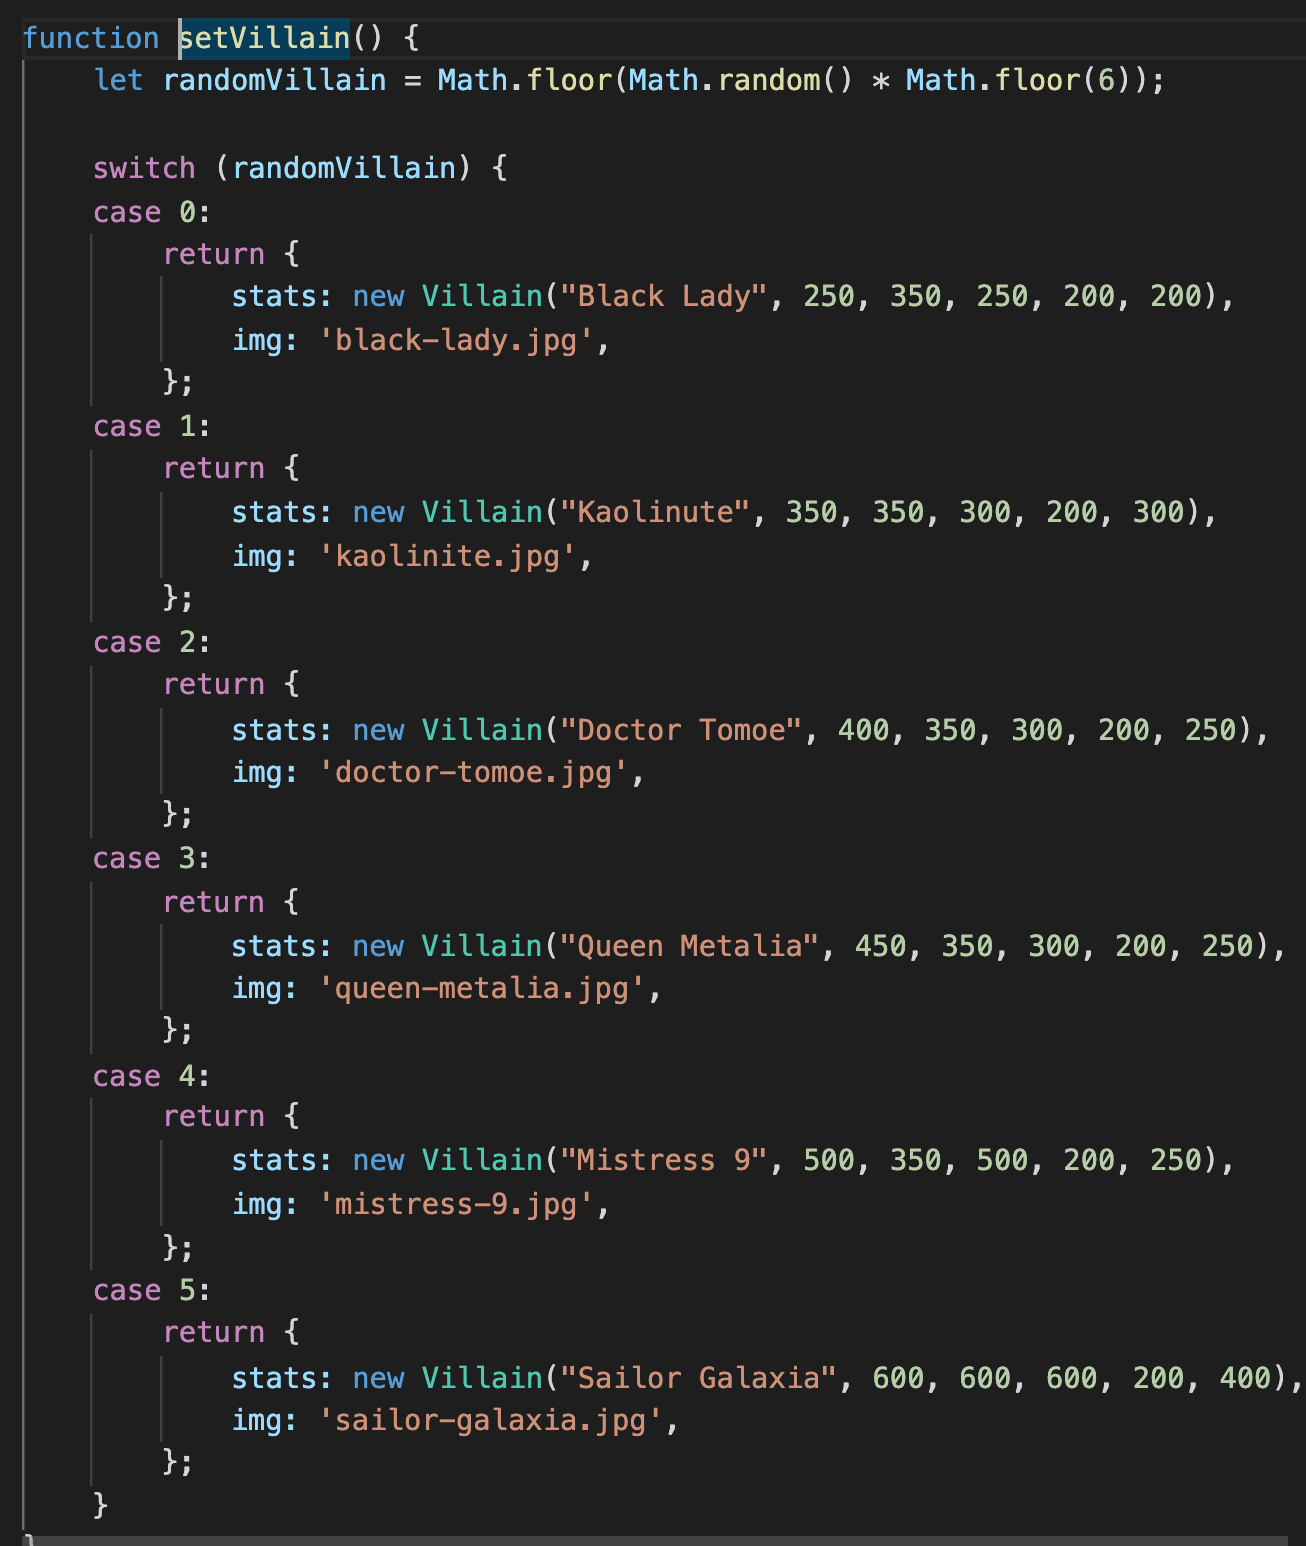 function setVillain() {
let randomVillain = Math.floor(Math.random() * Math.floor(6));
switch (randomVillain) {
case 0:
return {
stats: new Villain("Black Lady", 250, 350, 250, 200, 200),
img: 'black-lady.jpg',
};
case 1:
return {
stats: new Villain("Kaolinute", 350, 350, 300, 200, 300),
img: 'kaolinite.jpg',
};
case 2:
return {
stats: new Villain("Doctor Tomoe", 400, 350, 300, 200, 250),
img: 'doctor-tomoe.jpg',
};
case 3:
return {
stats: new Villain("Queen Metalia", 450, 350, 300, 200, 250),
img: 'queen-metalia.jpg',
};
case 4:
return {
stats: new Villain("Mistress 9", 500, 350, 500, 200, 250),
img: 'mistress-9.jpg',
};
case 5:
return {
stats: new Villain("Sailor Galaxia", 600, 600, 600, 200, 400),
img: 'sailor-galaxia.jpg',
};
}
}